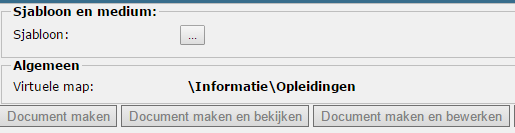 Sjabloon en medium:
Sjabloon: ...
Algemeen
Virtuele map: \Informatie\Opleidingen
Document maken Document maken en bekijken Document maken en bewerken